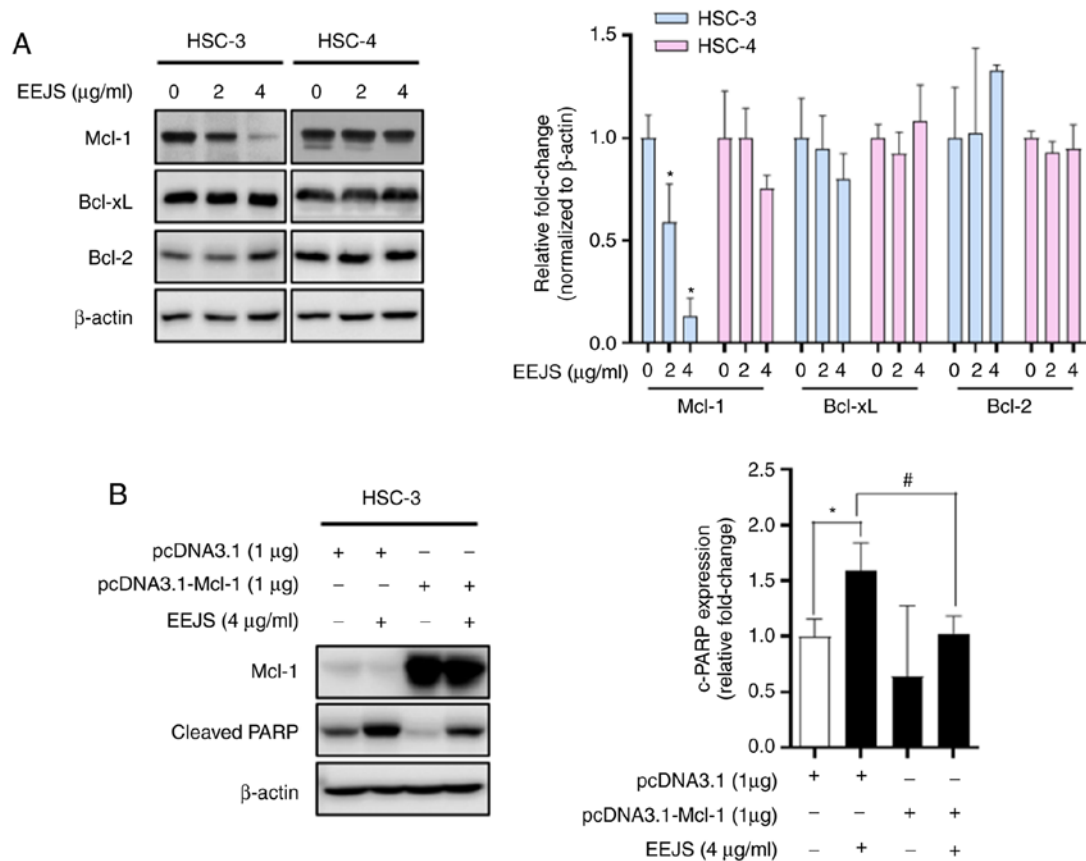 A
HSC-3 HSC-4
EEJS (μg/ml) 0 2 4 0 2 4
Mcl-1
Bcl-xL
Bcl-2
β-actin
HSC-3
HSC-4
Relative fold-change
(normalized to β-actin)
1.5
1.0
0.5
0.0
* *
EEJS (μg/ml) 0 2 4 0 2 4 0 2 4 0 2 4 0 2 4 0 2 4
Mcl-1 Bcl-xL Bcl-2
B
HSC-3
pcDNA3.1 (1 μg) + + – –
pcDNA3.1-Mcl-1 (1 μg) – – + +
EEJS (4 μg/ml) – + – +
Mcl-1
Cleaved PARP
β-actin
c-PARP expression
(relative fold-change)
2.5
2.0
1.5
1.0
0.5
0.0
* #
pcDNA3.1 (1μg) + + – –
pcDNA3.1-Mcl-1 (1μg) – – + +
EEJS (4 μg/ml) – + – +